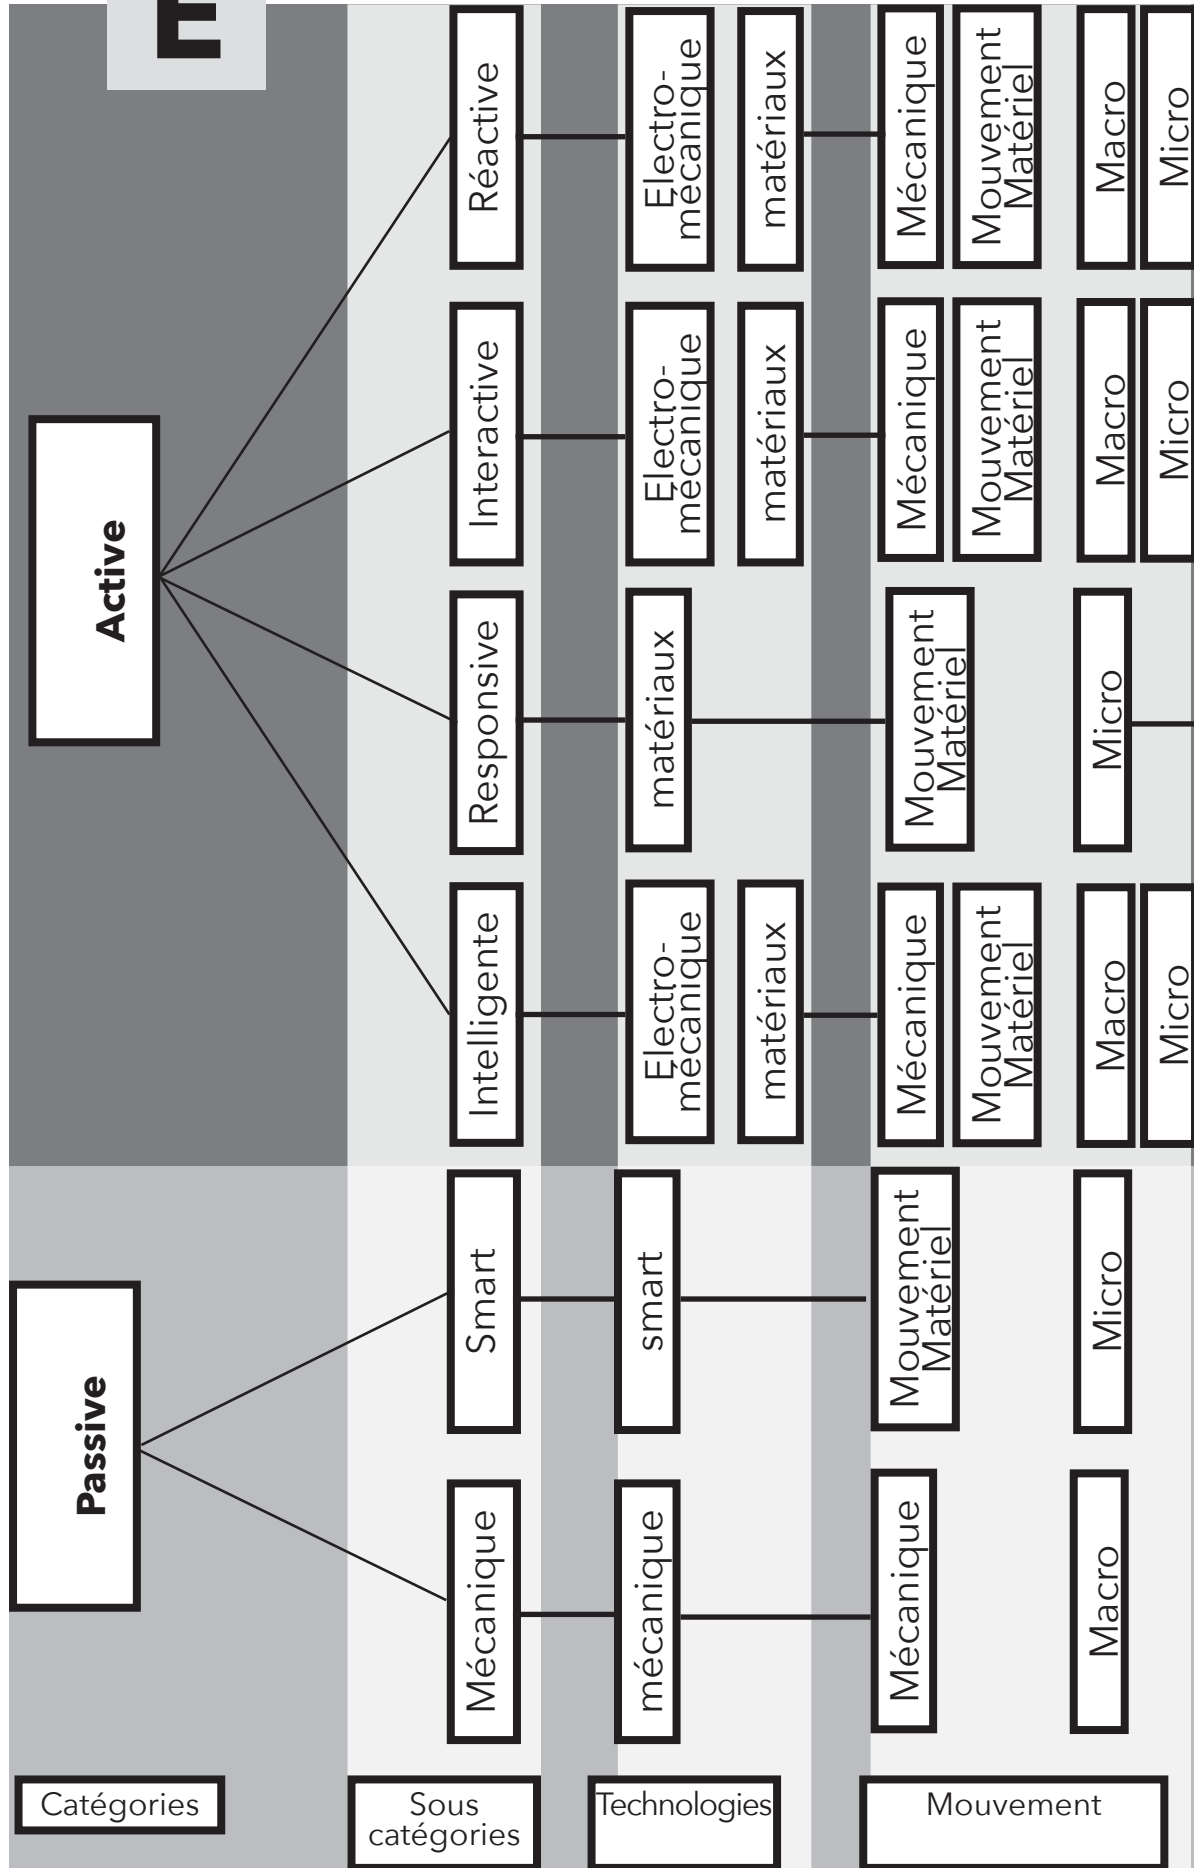 E
Active
Passive
Réactive
Interactive
Responsive
Intelligente
Smart
Mécanique
Electro-
mécanique
matériaux
Electro-
mécanique
matériaux
matériaux
Electro-
mécanique
matériaux
smart
mécanique
Mécanique
Mouvement
Matériel
Mécanique
Mouvement
Matériel
Mouvement
Matériel
Mécanique
Mouvement
Matériel
Mouvement
Matériel
Mécanique
Macro
Micro
Macro
Micro
Micro
Macro
Micro
Micro
Macro
Catégories
Sous
catégories
Technologies
Mouvement